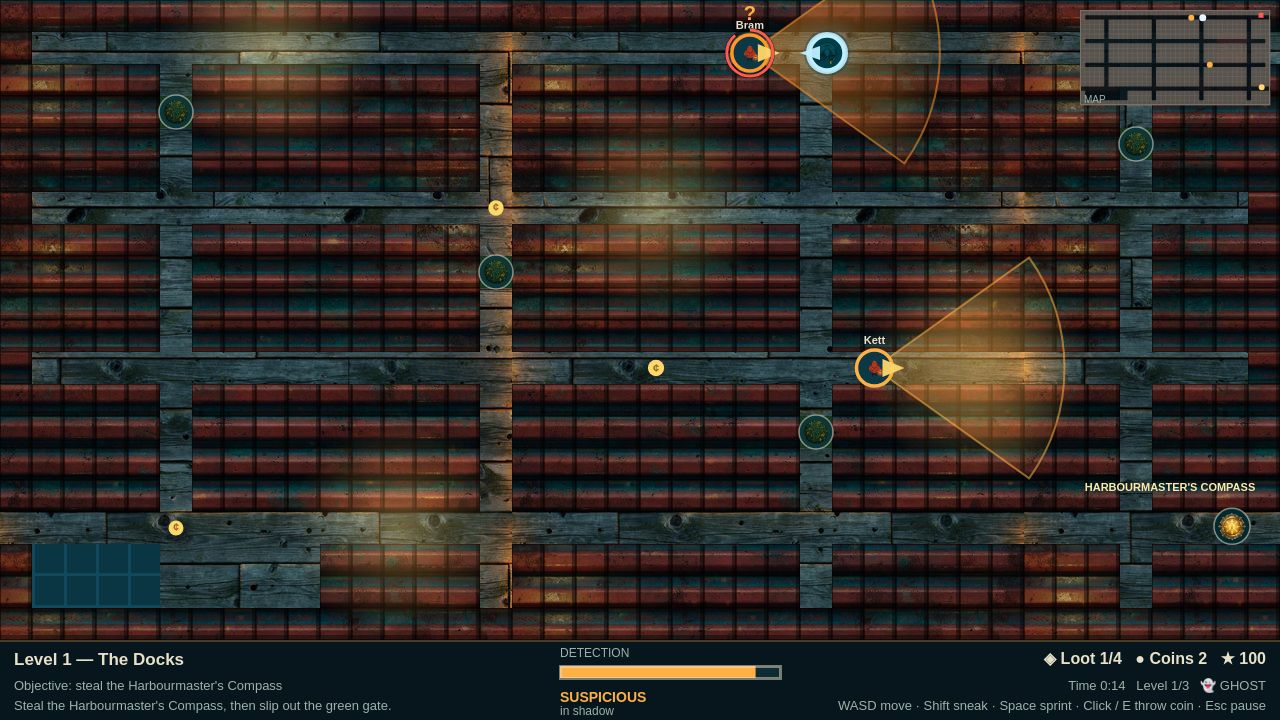 ?
Bram
MAP
¢
Kett
¢
HARBOURMASTER'S COMPASS
¢
Level 1 — The Docks
Objective: steal the Harbourmaster's Compass
Steal the Harbourmaster's Compass, then slip out the green gate.
DETECTION
SUSPICIOUS
in shadow
◈ Loot 1/4 ● Coins 2 ★ 100
Time 0:14 Level 1/3 👻 GHOST
WASD move · Shift sneak · Space sprint · Click / E throw coin · Esc pause